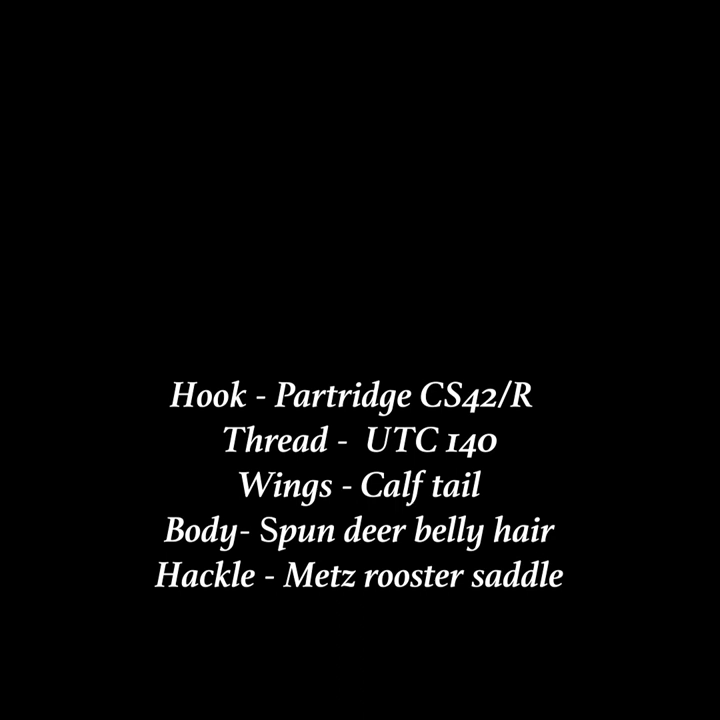 Hook - Partridge CS42/R
Thread -  UTC 140
Wings - Calf tail
Body- Spun deer belly hair
Hackle - Metz rooster saddle